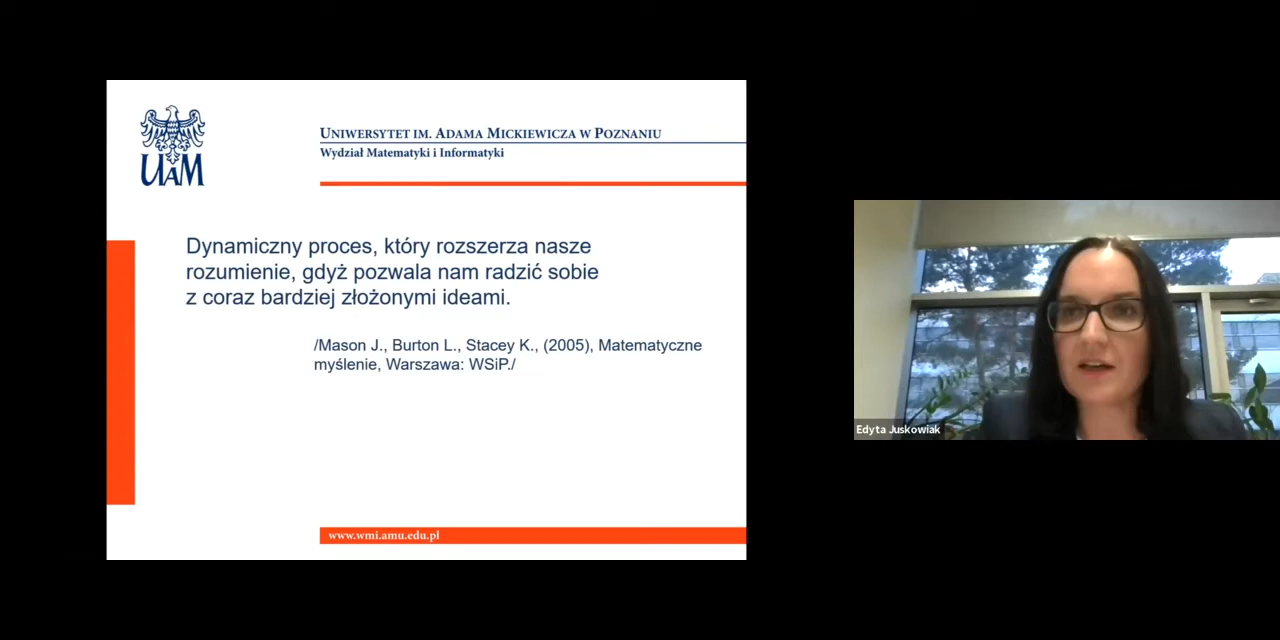 UAM
UNIWERSYTET IM. ADAMA MICKIEWICZA W POZNANIU
Wydział Matematyki i Informatyki
Dynamiczny proces, który rozszerza nasze
rozumienie, gdyż pozwala nam radzić sobie
z coraz bardziej złożonymi ideami.
/Mason J., Burton L., Stacey K., (2005), Matematyczne
myślenie, Warszawa: WSiP./
www.wmi.amu.edu.pl
Edyta Juskowiak